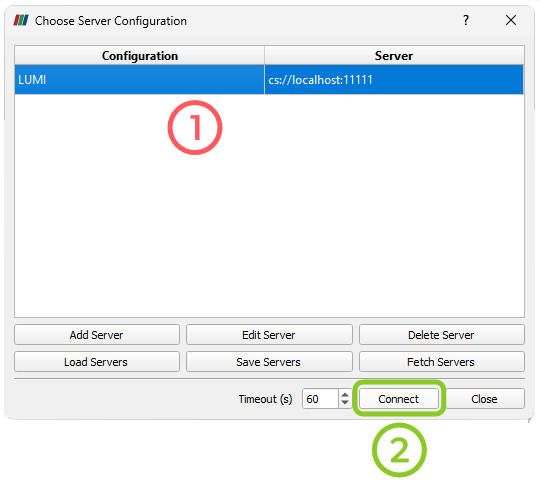 Choose Server Configuration ?
Configuration Server
LUMI cs://localhost:11111
1
Add Server Edit Server Delete Server
Load Servers Save Servers Fetch Servers
Timeout (s) 60 Connect Close
2